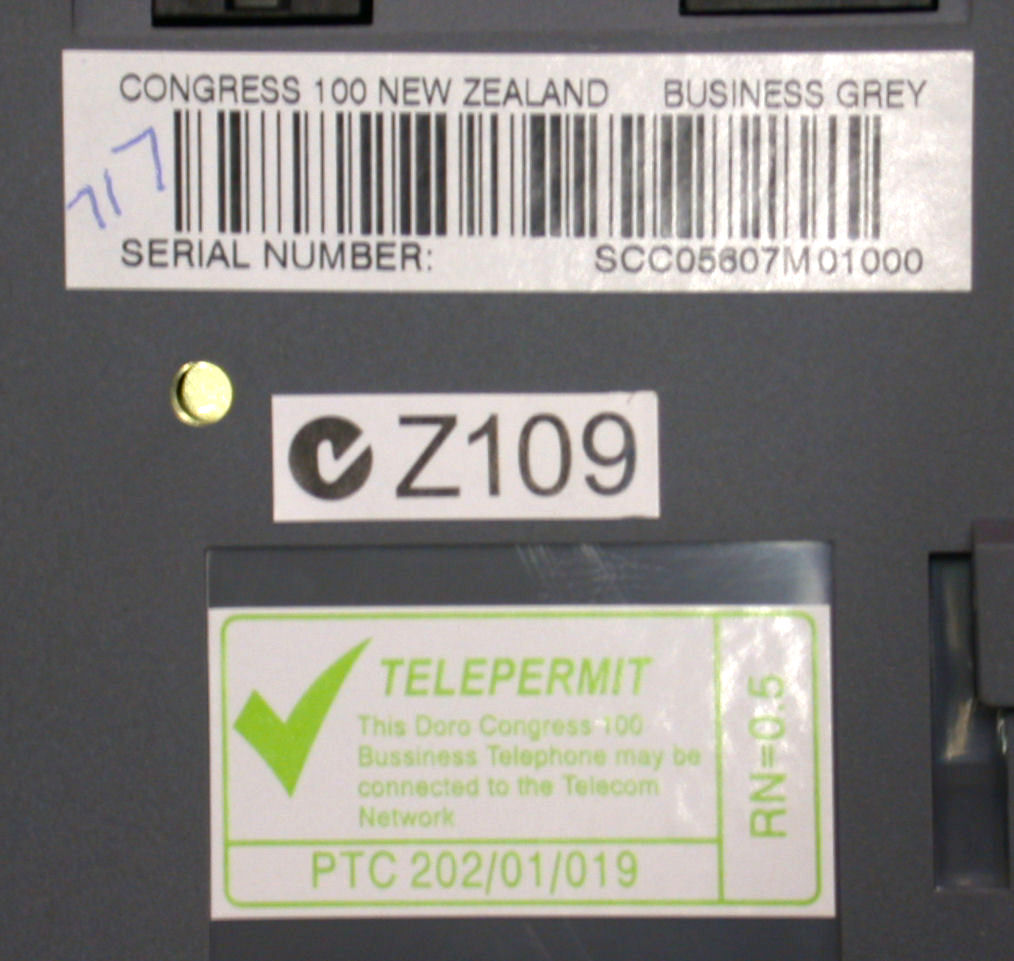 CONGRESS 100 NEW ZEALAND BUSINESS GREY
717
SERIAL NUMBER: SCC05607M01000
Z109
TELEPERMIT
This Doro Congress 100
Bussiness Telephone may be
connected to the Telecom
Network
RN=0.5
PTC 202/01/019